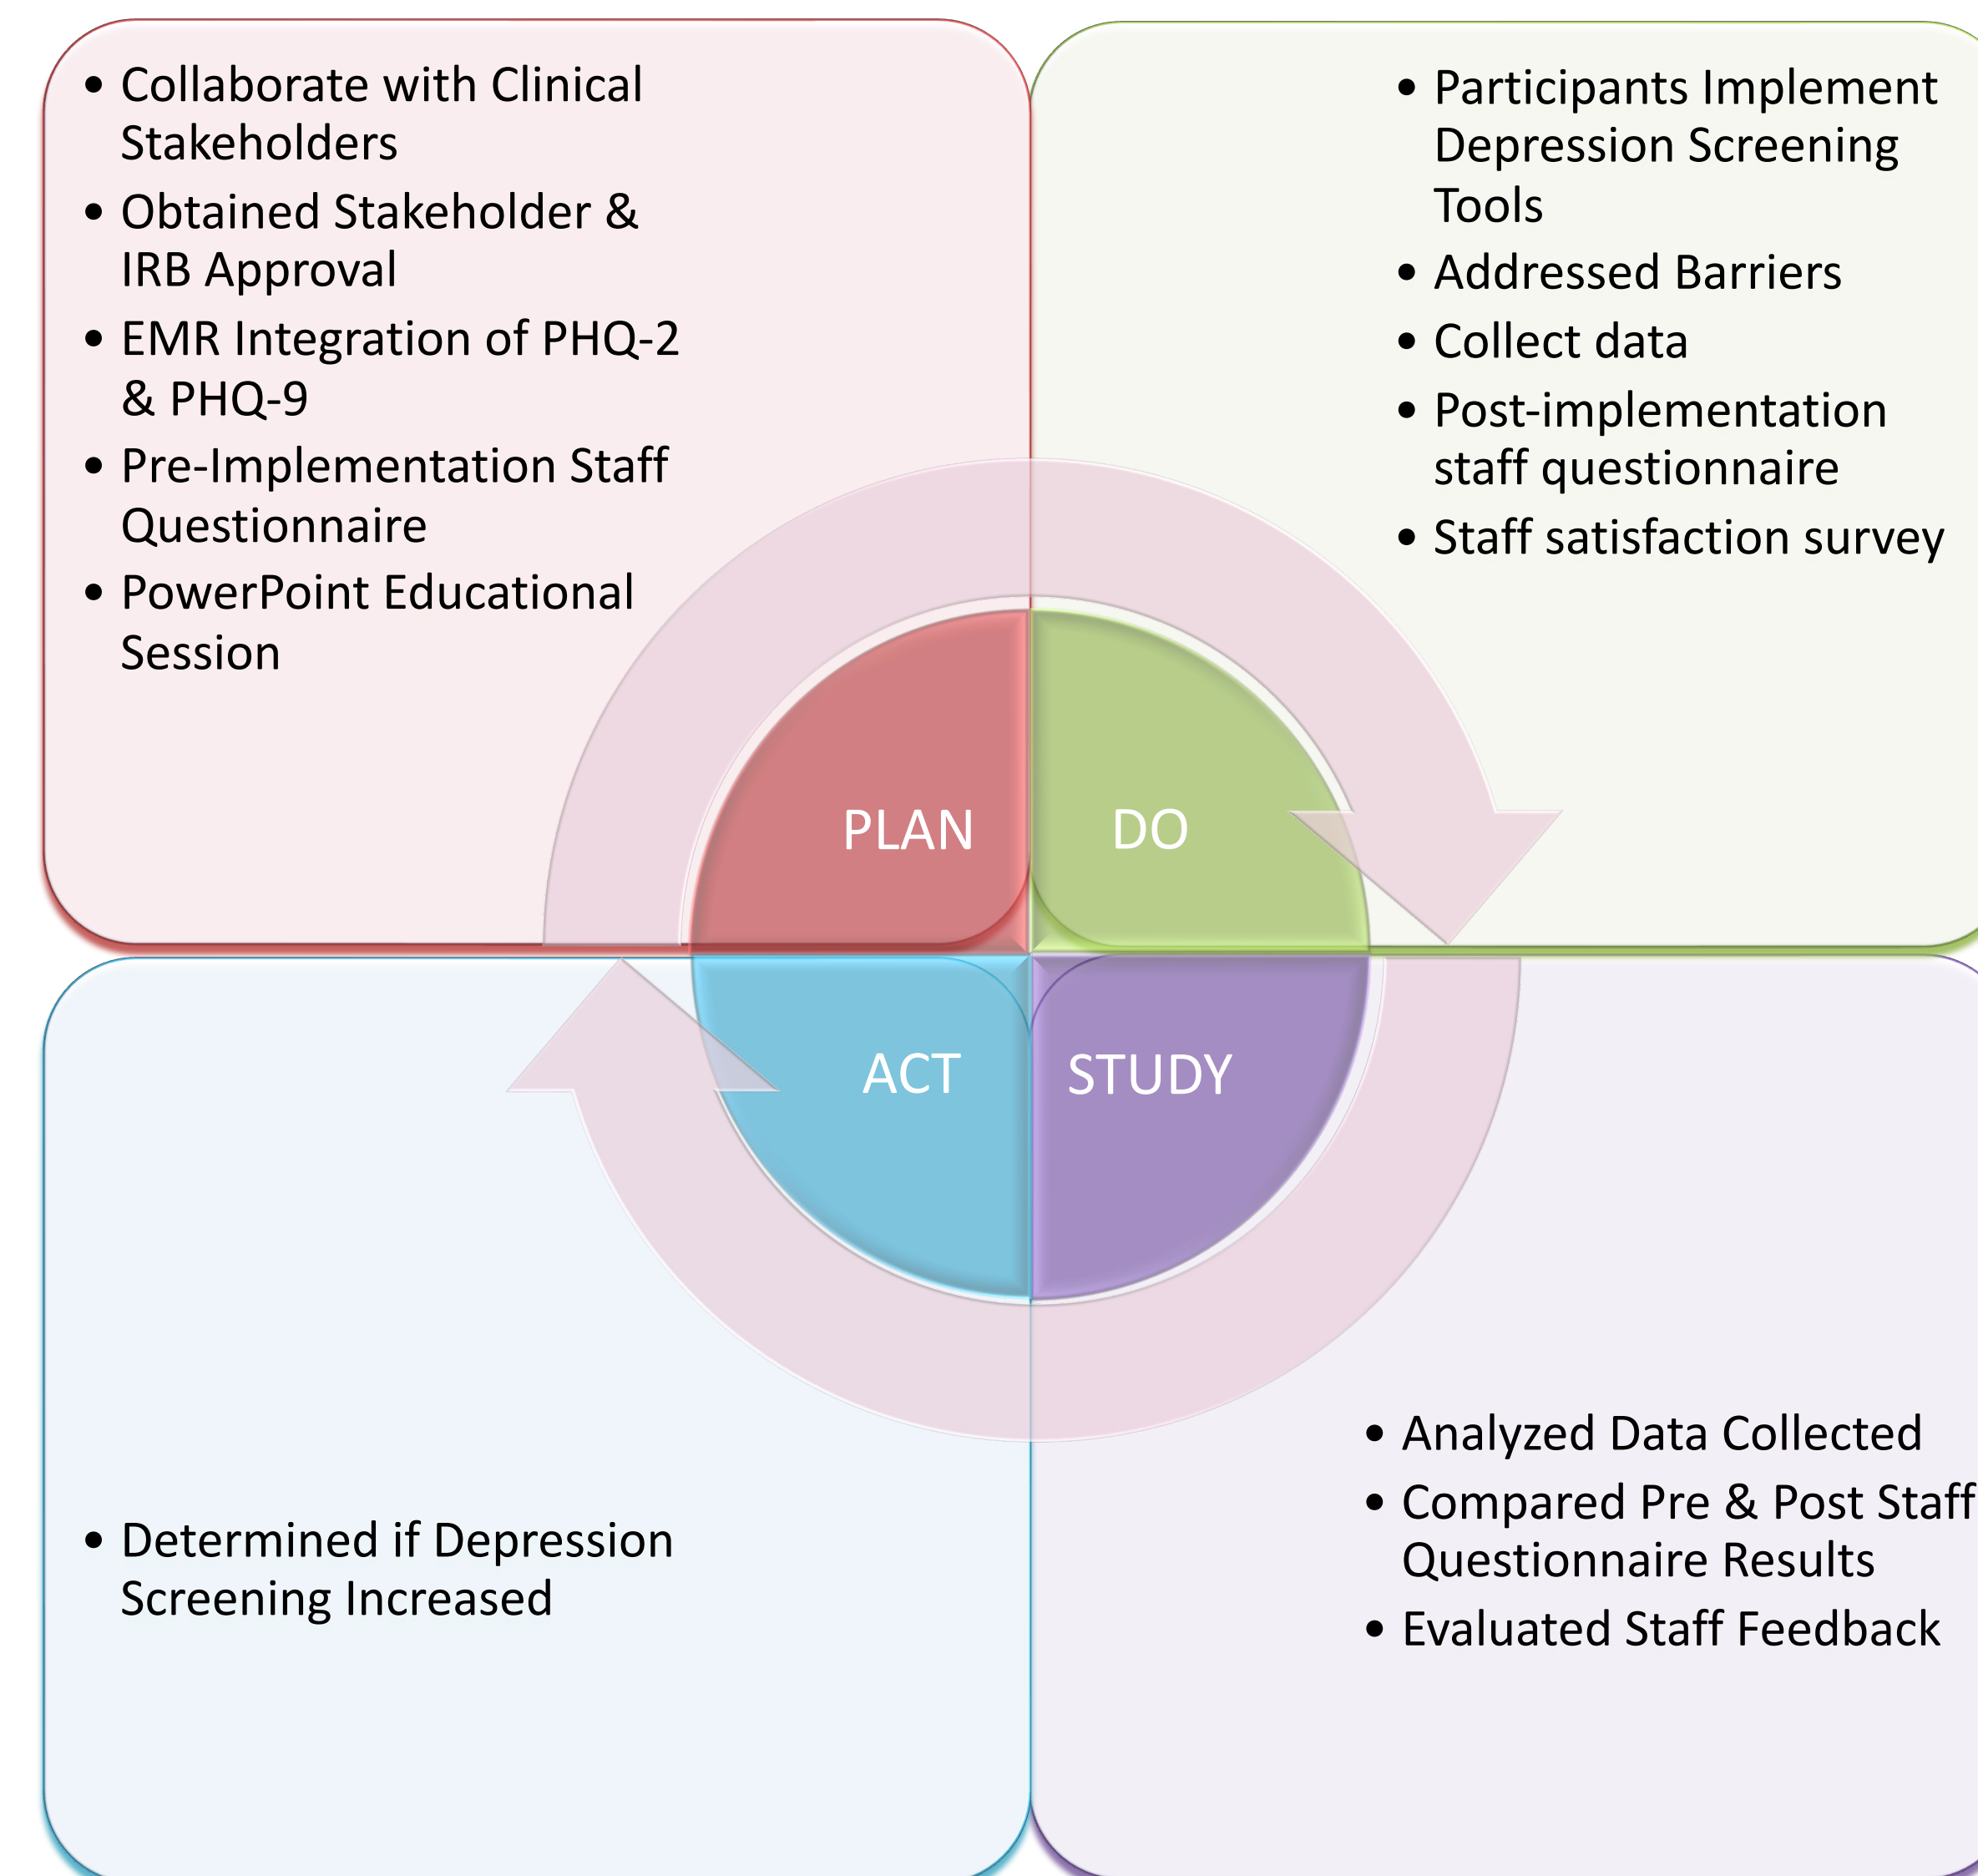 • Collaborate with Clinical
Stakeholders
• Obtained Stakeholder &
IRB Approval
• EMR Integration of PHQ-2
& PHQ-9
• Pre-Implementation Staff
Questionnaire
• PowerPoint Educational
Session
• Participants Implement
Depression Screening
Tools
• Addressed Barriers
• Collect data
• Post-implementation
staff questionnaire
• Staff satisfaction survey
PLAN
DO
ACT
STUDY
• Determined if Depression
Screening Increased
• Analyzed Data Collected
• Compared Pre & Post Staff
Questionnaire Results
• Evaluated Staff Feedback